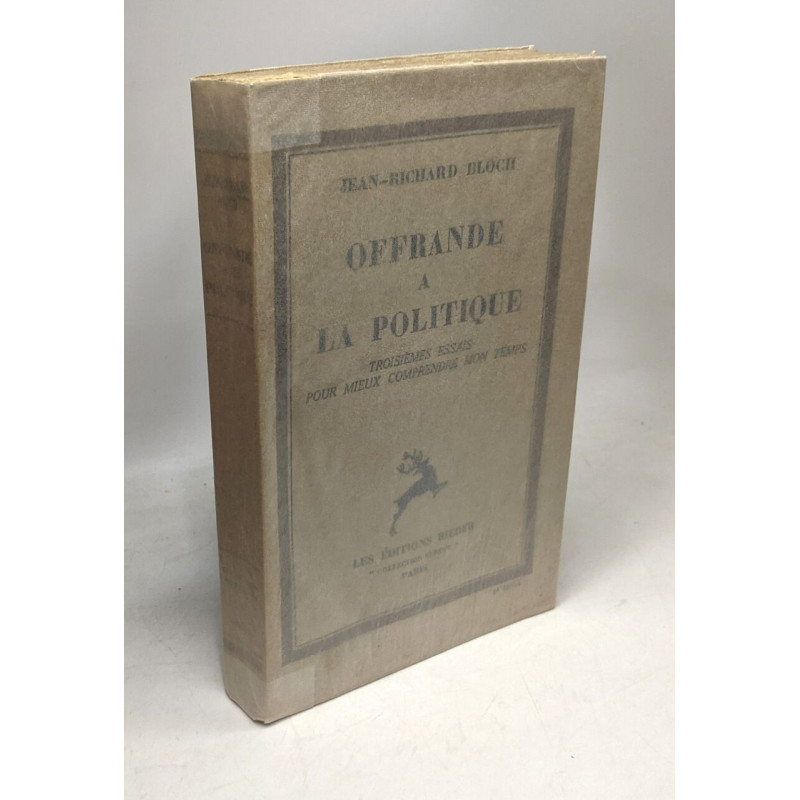 JEAN-RICHARD BLOCH
OFFRANDE
A
LA POLITIQUE
TROISIÈMES ESSAIS
POUR MIEUX COMPRENDRE MON TEMPS
LES ÉDITIONS RIEDER
PARIS